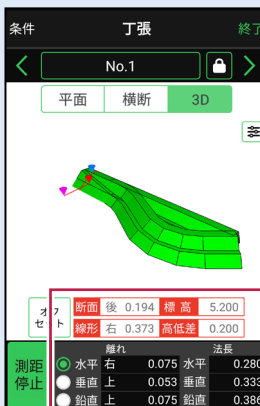 条件 丁張 終了
No.1
平面 横断 3D
オフセット
断面 後 0.194 標高 5.200
線形 右 0.373 高低差 0.200
測距停止
離れ 法長
水平 右 0.075 水平 0.280
垂直 上 0.053 垂直 0.333
鉛直 上 0.075 鉛直 0.386